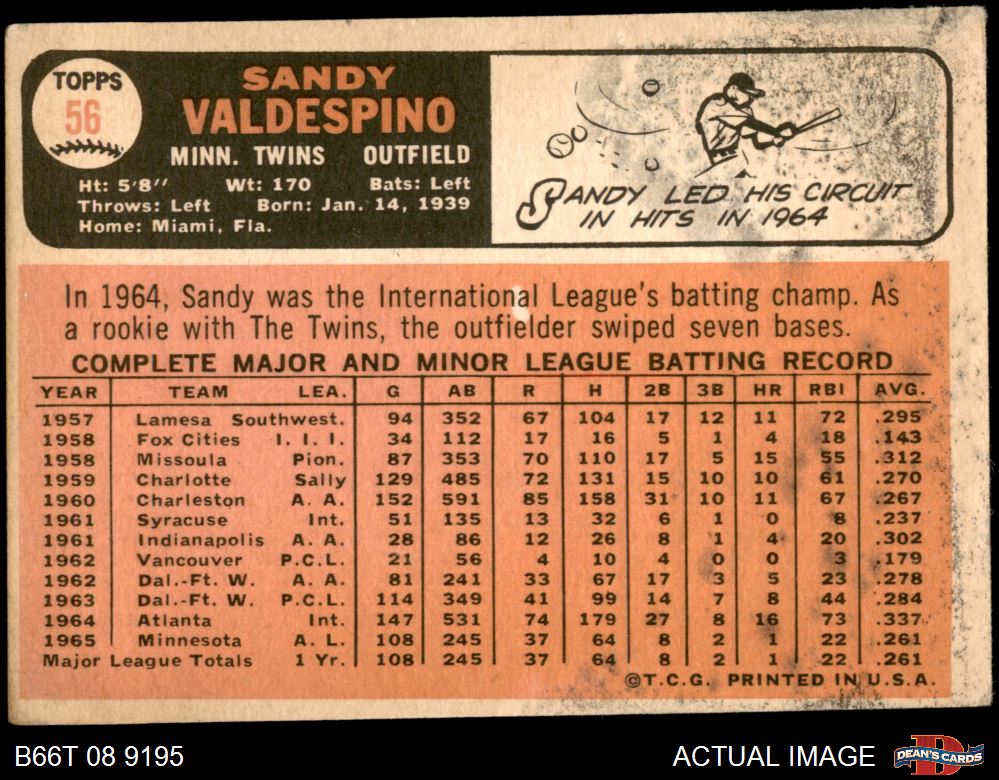 TOPPS
56
SANDY
VALDESPINO
MINN. TWINS OUTFIELD
Ht: 5'8" Wt: 170 Bats: Left
Throws: Left Born: Jan. 14, 1939
Home: Miami, Fla.
SANDY LED HIS CIRCUIT
IN HITS IN 1964
In 1964, Sandy was the International League's batting champ. As
a rookie with The Twins, the outfielder swiped seven bases.
COMPLETE MAJOR AND MINOR LEAGUE BATTING RECORD
YEAR TEAM LEA. G AB R H 2B 3B HR RBI AVG.
1957 Lamesa Southwest. 94 352 67 104 17 12 11 72 .295
1958 Fox Cities I. I. I. 34 112 17 16 5 1 4 18 .143
1958 Missoula Pion. 87 353 70 110 17 5 15 55 .312
1959 Charlotte Sally 129 485 72 131 15 10 10 61 .270
1960 Charleston A. A. 152 591 85 158 31 10 11 67 .267
1961 Syracuse Int. 51 135 13 32 6 1 0 8 .237
1961 Indianapolis A. A. 28 86 12 26 8 1 4 20 .302
1962 Vancouver P.C.L. 21 56 4 10 4 0 0 3 .179
1962 Dal.-Ft. W. A. A. 81 241 33 67 17 3 5 23 .278
1963 Dal.-Ft. W. P.C.L. 114 349 41 99 14 7 8 44 .284
1964 Atlanta Int. 147 531 74 179 27 8 16 73 .337
1965 Minnesota A. L. 108 245 37 64 8 2 1 22 .261
Major League Totals 1 Yr. 108 245 37 64 8 2 1 22 .261
©T.C.G. PRINTED IN U.S.A.
B66T 08 9195
ACTUAL IMAGE
DEAN'S CARDS